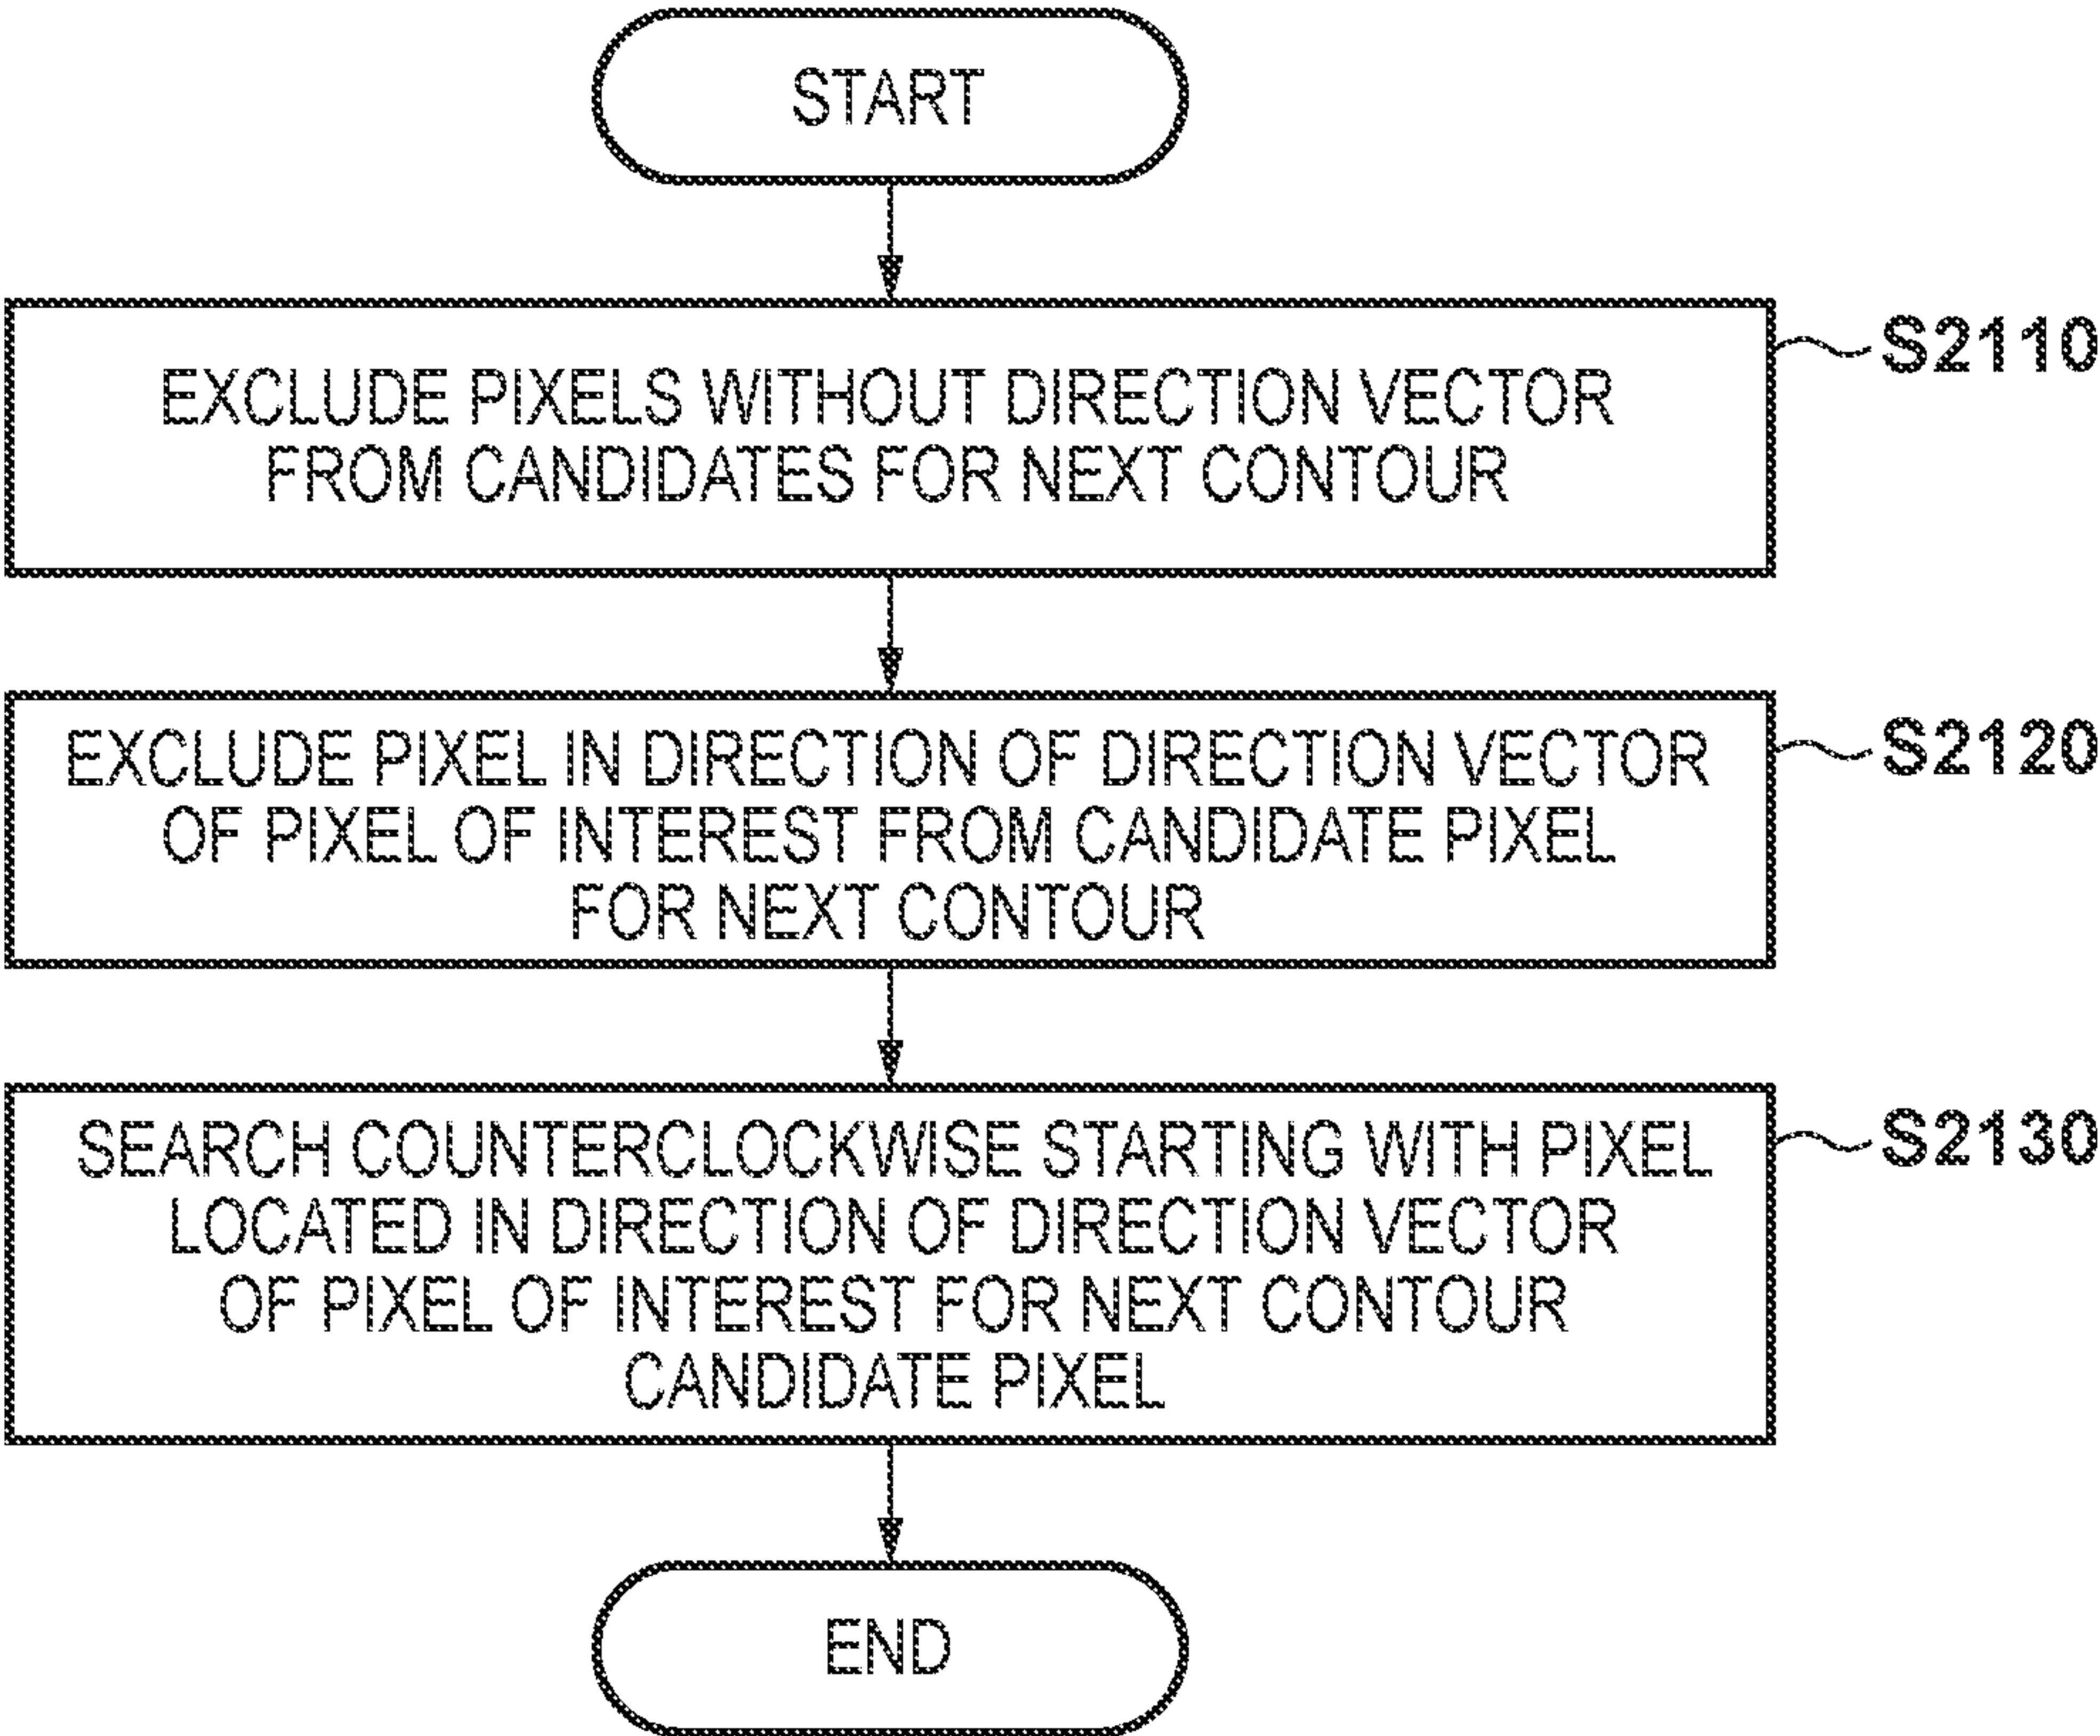 START
EXCLUDE PIXELS WITHOUT DIRECTION VECTOR
FROM CANDIDATES FOR NEXT CONTOUR
S2110
EXCLUDE PIXEL IN DIRECTION OF DIRECTION VECTOR
OF PIXEL OF INTEREST FROM CANDIDATE PIXEL
FOR NEXT CONTOUR
S2120
SEARCH COUNTERCLOCKWISE STARTING WITH PIXEL
LOCATED IN DIRECTION OF DIRECTION VECTOR
OF PIXEL OF INTEREST FOR NEXT CONTOUR
CANDIDATE PIXEL
S2130
END